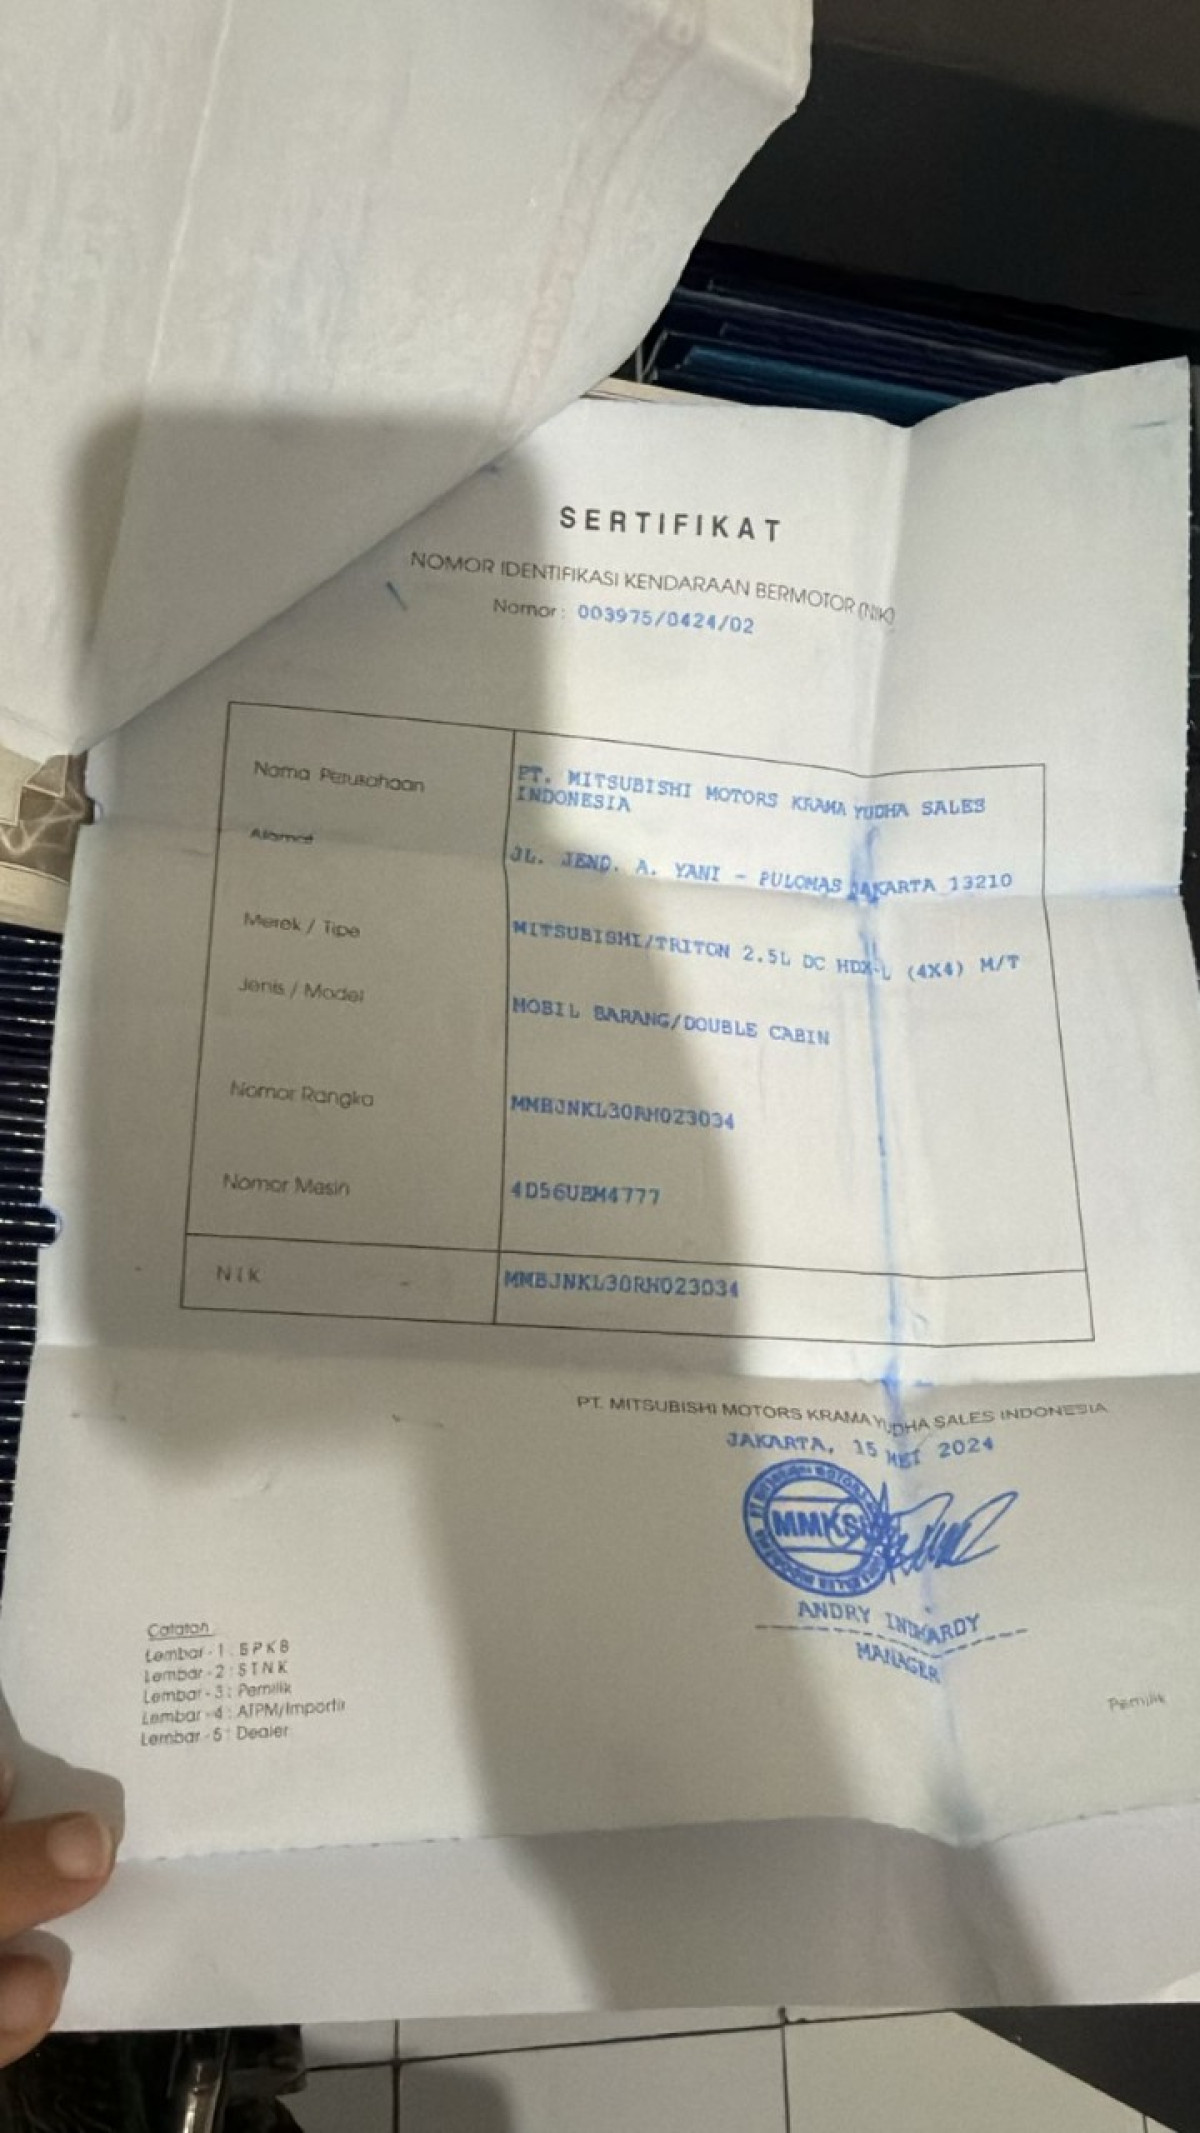 SERTIFIKAT
NOMOR IDENTIFIKASI KENDARAAN BERMOTOR (NIK)
Nomor : 003975/0424/02
Nama Perusahaan
PT. MITSUBISHI MOTORS KRAMA YUDHA SALES
INDONESIA
Alamat
JL. JEND. A. YANI - PULOMAS JAKARTA 13210
Merek / Tipe
MITSUBISHI/TRITON 2.5L DC HDX-L (4X4) M/T
Jenis / Model
MOBIL BARANG/DOUBLE CABIN
Nomor Rangka
MMBJNKL30RH023034
Nomor Mesin
4D56UBM4777
NIK
MMBJNKL30RH023034
PT. MITSUBISHI MOTORS KRAMA YUDHA SALES INDONESIA
JAKARTA, 15 MEI 2024
MMKSI
ANDRY INDKARDY
MANAGER
Catatan
Lembar - 1 : BPKB
Lembar - 2 : STNK
Lembar - 3 : Pemilik
Lembar - 4 : ATPM/Importir
Lembar - 5 : Dealer
Pemilik